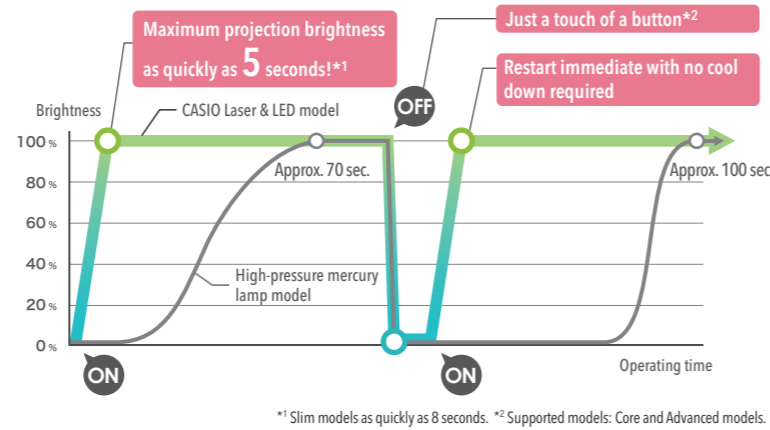 Maximum projection brightness
as quickly as 5 seconds!*1
Just a touch of a button*2
Restart immediate with no cool
down required
OFF
Brightness
CASIO Laser & LED model
100 %
Approx. 70 sec.
Approx. 100 sec
80 %
60 %
40 %
High-pressure mercury
lamp model
20 %
0 %
Operating time
ON
ON
*1 Slim models as quickly as 8 seconds. *2 Supported models: Core and Advanced models.